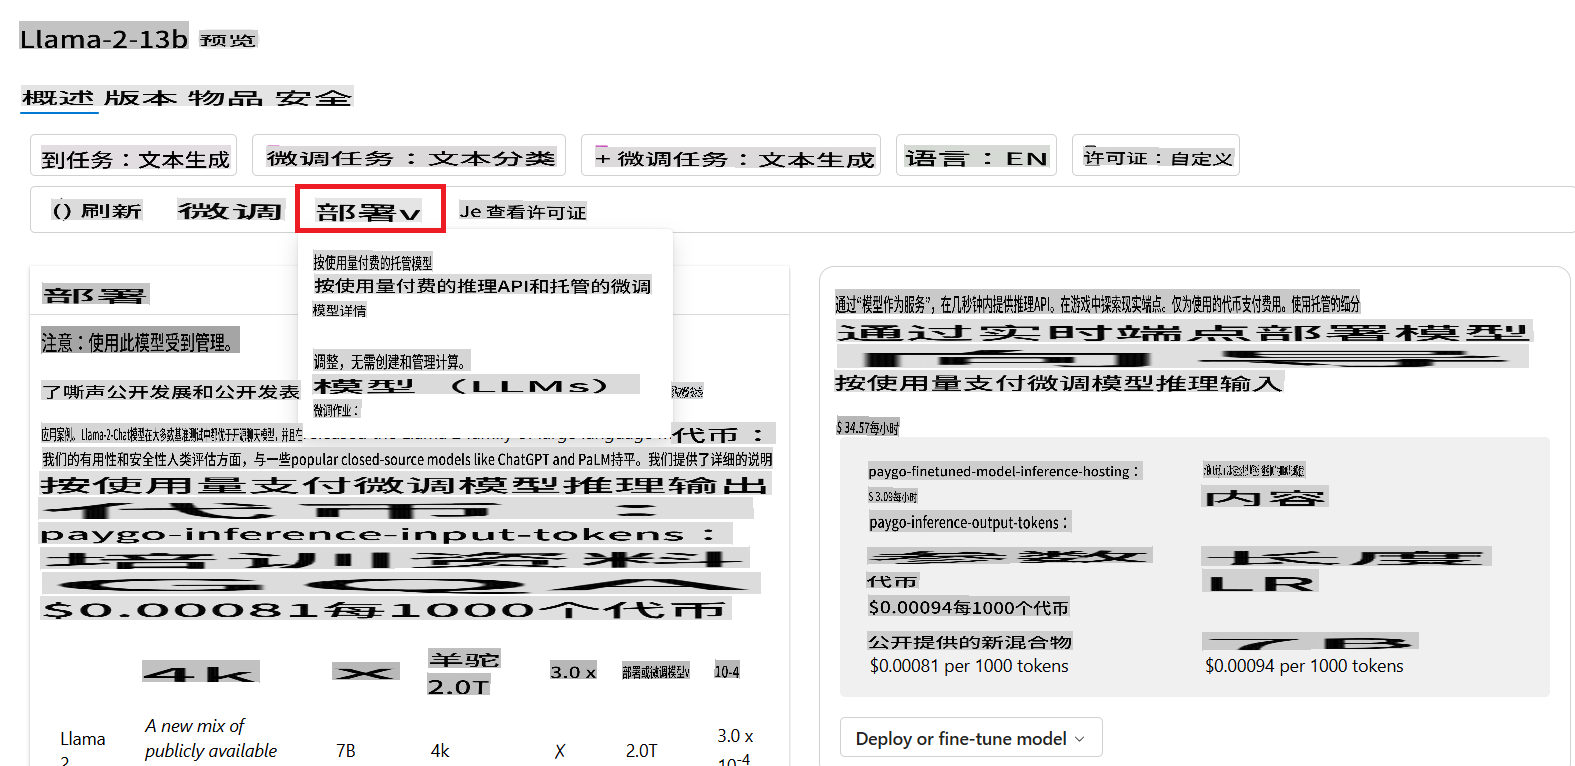 Llama-2-13b 预览
概述 版本 物品 安全
到任务：文本生成
微调任务：文本分类
+ 微调任务：文本生成
语言：EN
许可证：自定义
() 刷新
微调
部署v
Je 查看许可证
按使用量付费的托管模型
按使用量付费的推理API和托管的微调
模型详情
调整，无需创建和管理计算。
模型（LLMs）
微调作业：
部署
注意：使用此模型受到管理。
了嘶声公开发展和公开发表
应用案例。Llama-2-Chat模型在大多数基准测试中都优于开源聊天模型，并且在
代币：
我们的有用性和安全性人类评估方面，与一些popular closed-source models like ChatGPT and PaLM持平。我们提供了详细的说明
按使用量支付微调模型推理输出
代币：
paygo-inference-input-tokens：
培训资料
GQA
$0.00081每1000个代币
4k
X
羊驼
2.0T
3.0 x
部署或微调模型v
10-4
Llama
2
A new mix of
publicly available
7B
4k
X
2.0T
3.0 x
10-4
通过“模型作为服务”，在几秒钟内提供推理API。在游戏中探索现实端点。仅为使用的代币支付费用。使用托管的细分
通过实时端点部署模型
按使用量支付微调模型推理输入
$ 34.57每小时
paygo-finetuned-model-inference-hosting：
$ 3.09每小时
内容
paygo-inference-output-tokens：
参数
长度
代币
LR
$0.00094每1000个代币
公开提供的新混合物
7B
$0.00081 per 1000 tokens
$0.00094 per 1000 tokens
Deploy or fine-tune model